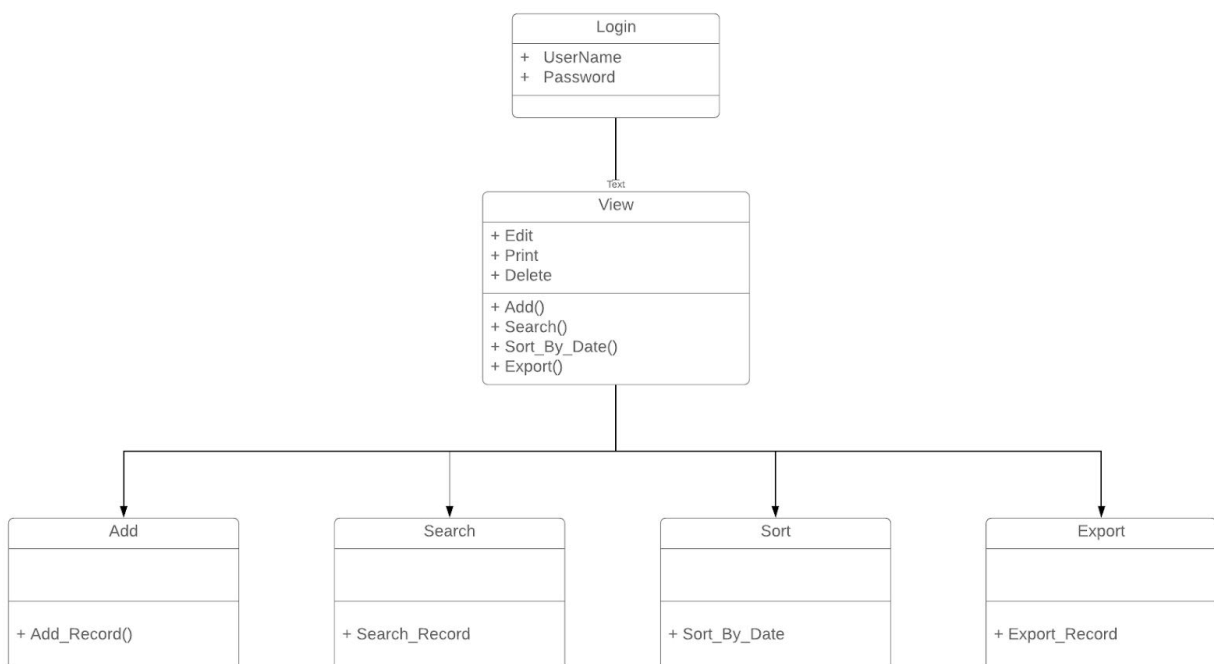 Login
+ UserName
+ Password
Text
View
+ Edit
+ Print
+ Delete
+ Add()
+ Search()
+ Sort_By_Date()
+ Export()
Add
+ Add_Record()
Search
+ Search_Record
Sort
+ Sort_By_Date
Export
+ Export_Record